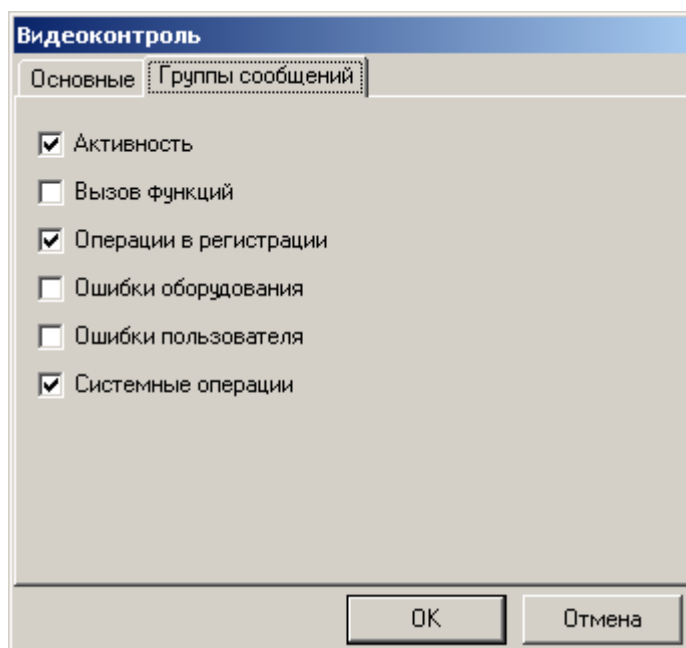 Видеоконтроль
Основные Группы сообщений
Активность
Вызов функций
Операции в регистрации
Ошибки оборудования
Ошибки пользователя
Системные операции
OK Отмена